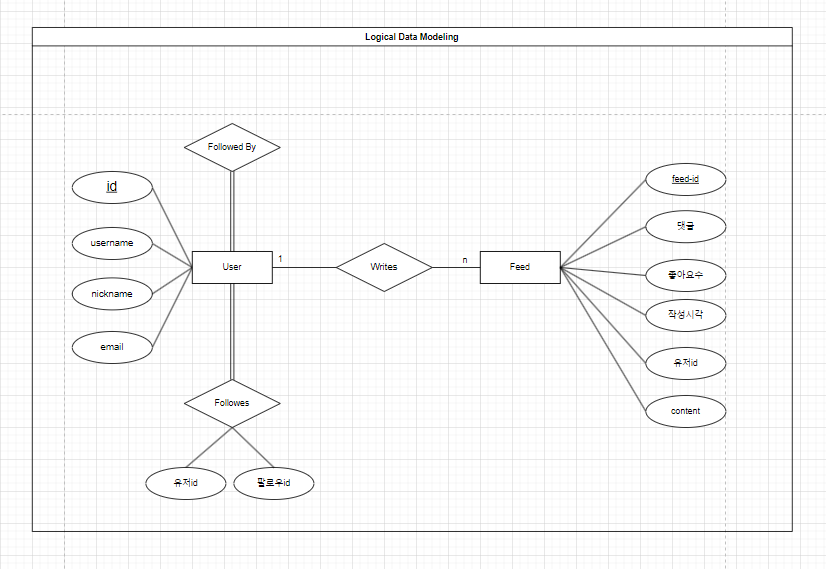 Logical Data Modeling
Followed By
id
username
nickname
email
User
1
Writes
n
Feed
feed-id
댓글
좋아요수
작성시각
유저id
content
Followes
유저id
팔로우id